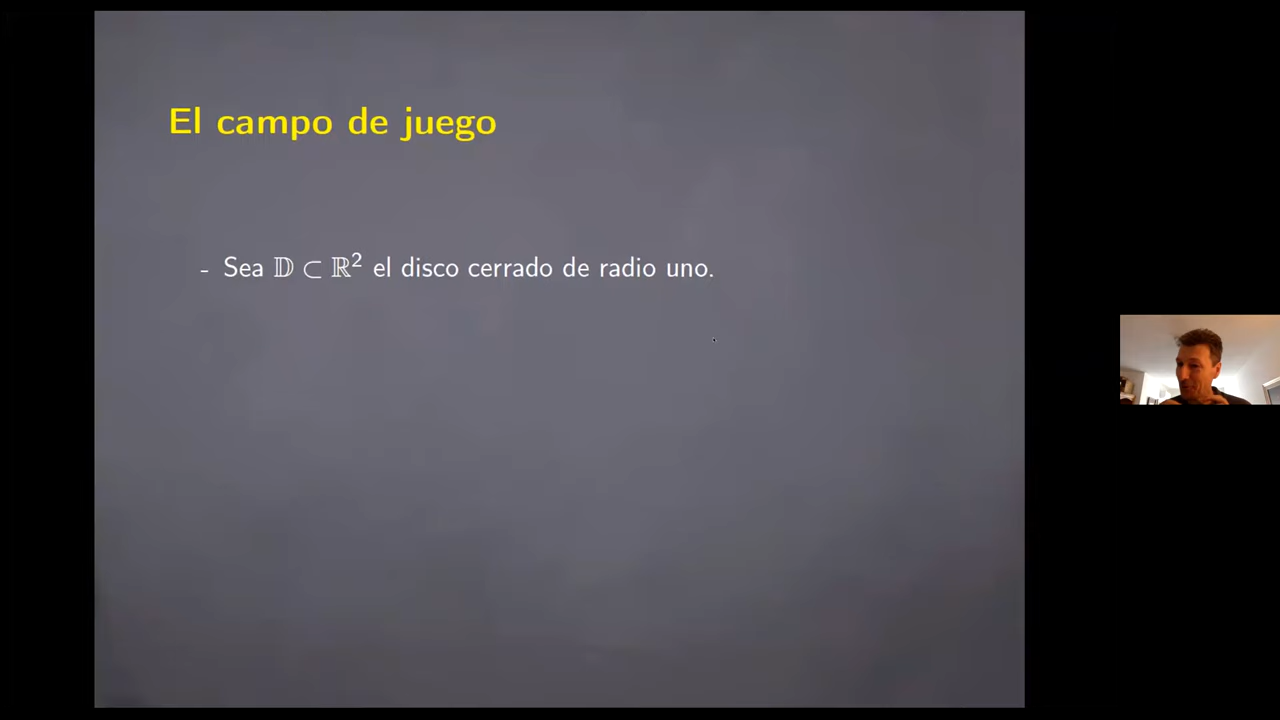 El campo de juego
- Sea 𝔻 ⊂ ℝ² el disco cerrado de radio uno.